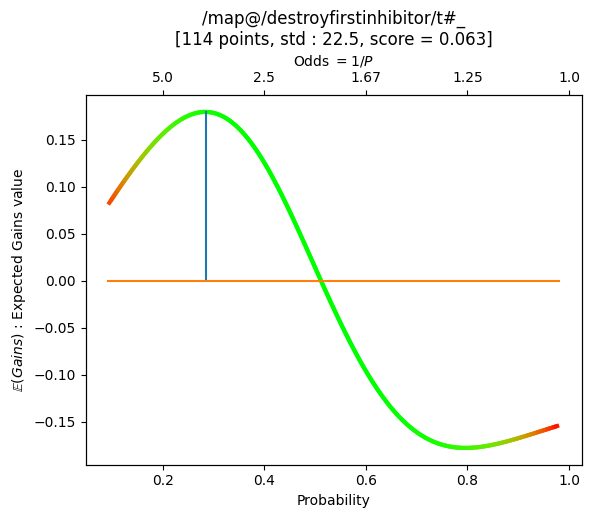 /map@/destroyfirstinhibitor/t#_
[114 points, std : 22.5, score = 0.063]
Odds = 1/P
5.0 2.5 1.67 1.25 1.0
0.15
0.10
0.05
0.00
−0.05
−0.10
−0.15
𝔼(Gains) : Expected Gains value
0.2 0.4 0.6 0.8 1.0
Probability